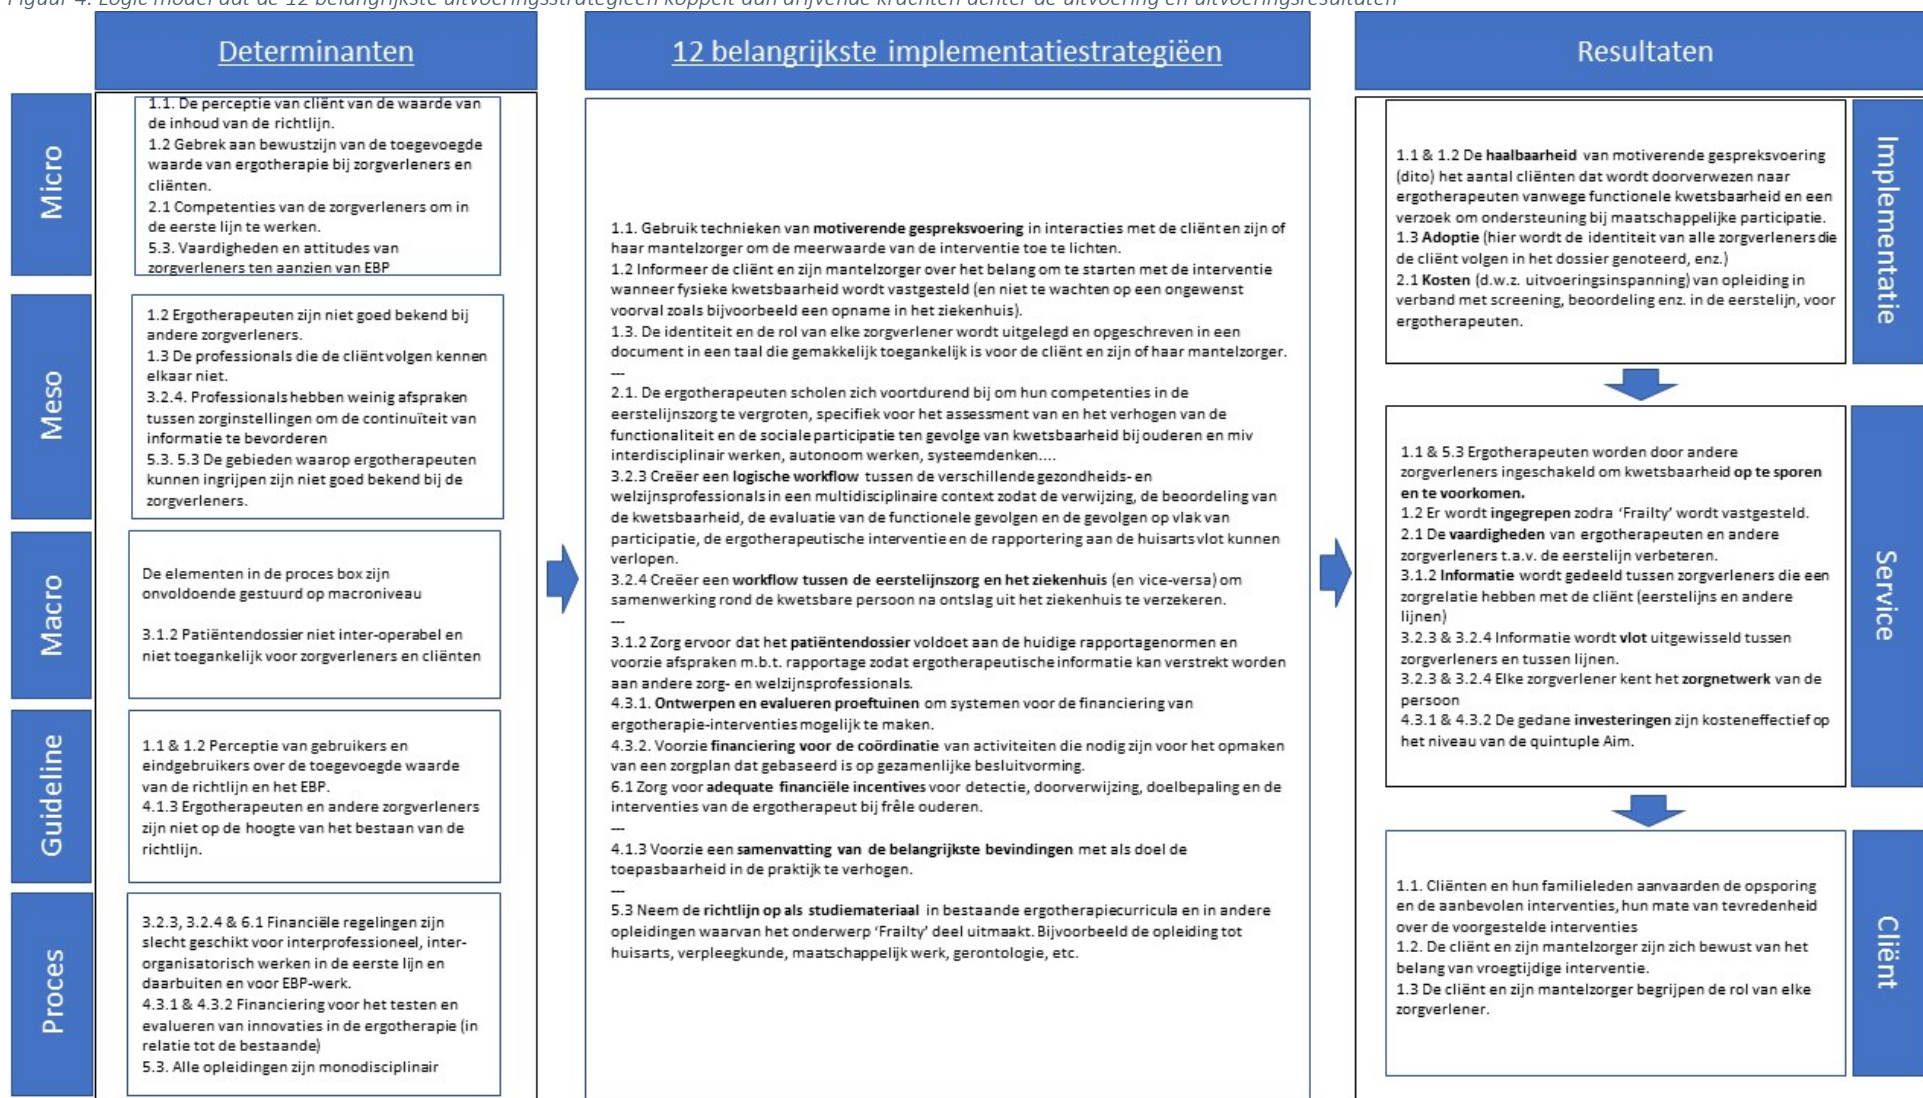 Figuur 4. Logic model dat de 12 belangrijkste uitvoeringsstrategieën koppelt aan drijvende krachten achter de uitvoering en uitvoeringsresultaten
Determinanten
Micro
1.1. De perceptie van cliënt van de waarde van
de inhoud van de richtlijn.
1.2 Gebrek aan bewustzijn van de toegevoegde
waarde van ergotherapie bij zorgverleners en
cliënten.
2.1 Competenties van de zorgverleners om in
de eerste lijn te werken.
5.3. Vaardigheden en attitudes van
zorgverleners ten aanzien van EBP
Meso
1.2 Ergotherapeuten zijn niet goed bekend bij
andere zorgverleners.
1.3 De professionals die de cliënt volgen kennen
elkaar niet.
3.2.4. Professionals hebben weinig afspraken
tussen zorginstellingen om de continuïteit van
informatie te bevorderen
5.3. 5.3 De gebieden waarop ergotherapeuten
kunnen ingrijpen zijn niet goed bekend bij de
zorgverleners.
Macro
De elementen in de proces box zijn
onvoldoende gestuurd op macroniveau
3.1.2 Patiëntendossier niet inter-operabel en
niet toegankelijk voor zorgverleners en cliënten
Guideline
1.1 & 1.2 Perceptie van gebruikers en
eindgebruikers over de toegevoegde waarde
van de richtlijn en het EBP.
4.1.3 Ergotherapeuten en andere zorgverleners
zijn niet op de hoogte van het bestaan van de
richtlijn.
Proces
3.2.3, 3.2.4 & 6.1 Financiële regelingen zijn
slecht geschikt voor interprofessioneel, inter-
organisatorisch werken in de eerste lijn en
daarbuiten en voor EBP-werk.
4.3.1 & 4.3.2 Financiering voor het testen en
evalueren van innovaties in de ergotherapie (in
relatie tot de bestaande)
5.3. Alle opleidingen zijn monodisciplinair
12 belangrijkste implementatiestrategiëen
1.1. Gebruik technieken van motiverende gespreksvoering in interacties met de cliënt en zijn of
haar mantelzorger om de meerwaarde van de interventie toe te lichten.
1.2 Informeer de cliënt en zijn mantelzorger over het belang om te starten met de interventie
wanneer fysieke kwetsbaarheid wordt vastgesteld (en niet te wachten op een ongewenst
voorval zoals bijvoorbeeld een opname in het ziekenhuis).
1.3. De identiteit en de rol van elke zorgverlener wordt uitgelegd en opgeschreven in een
document in een taal die gemakkelijk toegankelijk is voor de cliënt en zijn of haar mantelzorger.
---
2.1. De ergotherapeuten scholen zich voortdurend bij om hun competenties in de
eerstelijnszorg te vergroten, specifiek voor het assessment van en het verhogen van de
functionaliteit en de sociale participatie ten gevolge van kwetsbaarheid bij ouderen en miv
interdisciplinair werken, autonoom werken, systeemdenken....
3.2.3 Creëer een logische workflow tussen de verschillende gezondheids- en
welzijnsprofessionals in een multidisciplinaire context zodat de verwijzing, de beoordeling van
de kwetsbaarheid, de evaluatie van de functionele gevolgen en de gevolgen op vlak van
participatie, de ergotherapeutische interventie en de rapportering aan de huisarts vlot kunnen
verlopen.
3.2.4 Creëer een workflow tussen de eerstelijnszorg en het ziekenhuis (en vice-versa) om
samenwerking rond de kwetsbare persoon na ontslag uit het ziekenhuis te verzekeren.
---
3.1.2 Zorg ervoor dat het patiëntendossier voldoet aan de huidige rapportagenormen en
voorzie afspraken m.b.t. rapportage zodat ergotherapeutische informatie kan verstrekt worden
aan andere zorg- en welzijnsprofessionals.
4.3.1. Ontwerpen en evalueren proeftuinen om systemen voor de financiering van
ergotherapie-interventies mogelijk te maken.
4.3.2. Voorzie financiering voor de coördinatie van activiteiten die nodig zijn voor het opmaken
van een zorgplan dat gebaseerd is op gezamenlijke besluitvorming.
6.1 Zorg voor adequate financiële incentives voor detectie, doorverwijzing, doelbepaling en de
interventies van de ergotherapeut bij frêle ouderen.
---
4.1.3 Voorzie een samenvatting van de belangrijkste bevindingen met als doel de
toepasbaarheid in de praktijk te verhogen.
---
5.3 Neem de richtlijn op als studiemateriaal in bestaande ergotherapiecurricula en in andere
opleidingen waarvan het onderwerp ‘Frailty’ deel uitmaakt. Bijvoorbeeld de opleiding tot
huisarts, verpleegkunde, maatschappelijk werk, gerontologie, etc.
Resultaten
Implementatie
1.1 & 1.2 De haalbaarheid van motiverende gespreksvoering
(dito) het aantal cliënten dat wordt doorverwezen naar
ergotherapeuten vanwege functionele kwetsbaarheid en een
verzoek om ondersteuning bij maatschappelijke participatie.
1.3 Adoptie (hier wordt de identiteit van alle zorgverleners die
de cliënt volgen in het dossier genoteerd, enz.)
2.1 Kosten (d.w.z. uitvoeringsinspanning) van opleiding in
verband met screening, beoordeling enz. in de eerstelijn, voor
ergotherapeuten.
Service
1.1 & 5.3 Ergotherapeuten worden door andere
zorgverleners ingeschakeld om kwetsbaarheid op te sporen
en te voorkomen.
1.2 Er wordt ingegrepen zodra ‘Frailty’ wordt vastgesteld.
2.1 De vaardigheden van ergotherapeuten en andere
zorgverleners t.a.v. de eerstelijn verbeteren.
3.1.2 Informatie wordt gedeeld tussen zorgverleners die een
zorgrelatie hebben met de cliënt (eerstelijns en andere
lijnen)
3.2.3 & 3.2.4 Informatie wordt vlot uitgewisseld tussen
zorgverleners en tussen lijnen.
3.2.3 & 3.2.4 Elke zorgverlener kent het zorgnetwerk van de
persoon
4.3.1 & 4.3.2 De gedane investeringen zijn kosteneffectief op
het niveau van de quintuple Aim.
Cliënt
1.1. Cliënten en hun familieleden aanvaarden de opsporing
en de aanbevolen interventies, hun mate van tevredenheid
over de voorgestelde interventies
1.2. De cliënt en zijn mantelzorger zijn zich bewust van het
belang van vroegtijdige interventie.
1.3 De cliënt en zijn mantelzorger begrijpen de rol van elke
zorgverlener.